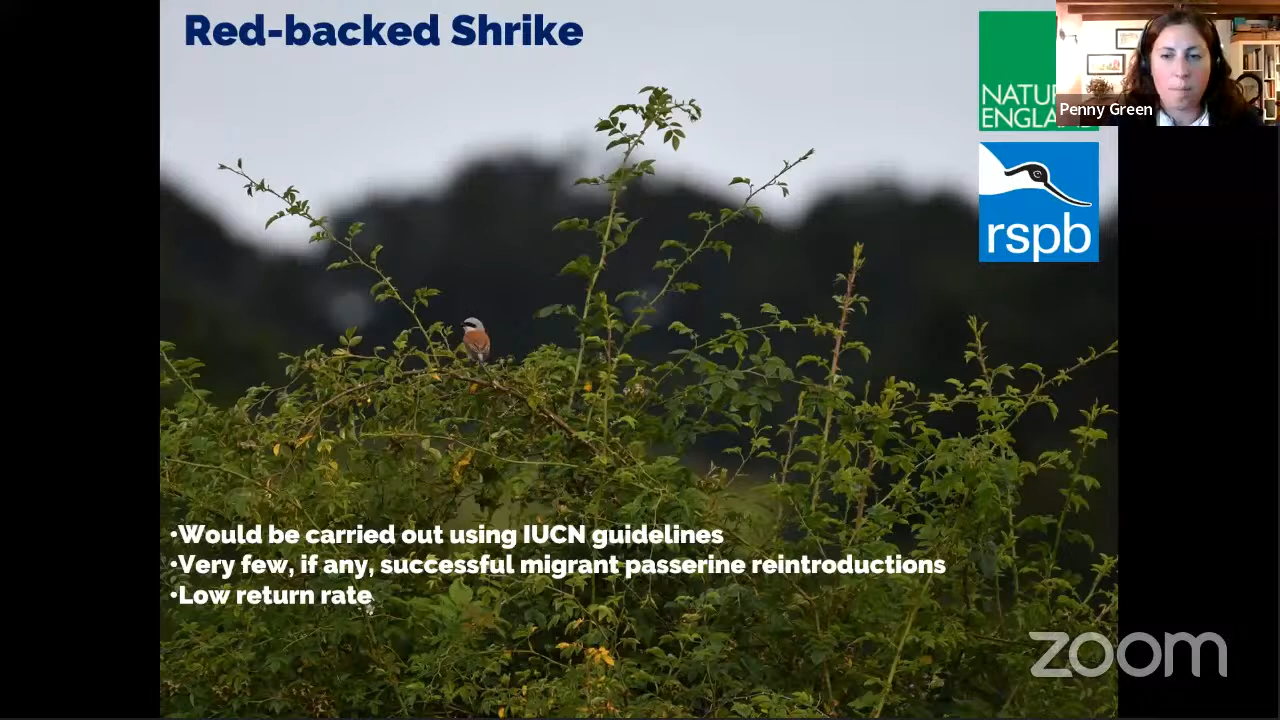 Red-backed Shrike
NATU
ENGLA
Penny Green
rspb
•Would be carried out using IUCN guidelines
•Very few, if any, successful migrant passerine reintroductions
•Low return rate
zoom